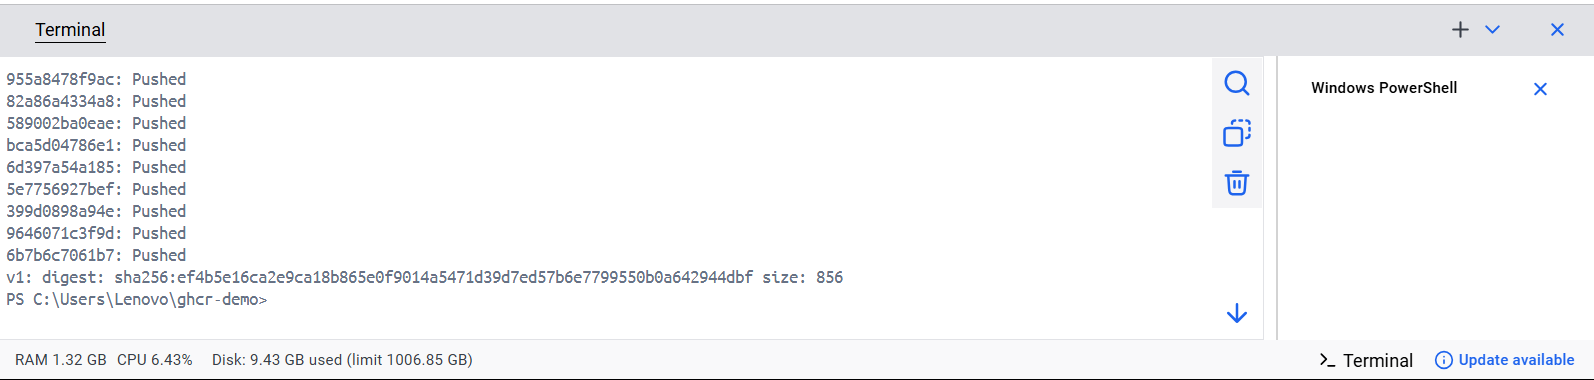 Terminal
955a8478f9ac: Pushed
82a86a4334a8: Pushed
589002ba0eae: Pushed
bca5d04786e1: Pushed
6d397a54a185: Pushed
5e7756927bef: Pushed
399d0898a94e: Pushed
9646071c3f9d: Pushed
6b7b6c7061b7: Pushed
v1: digest: sha256:ef4b5e16ca2e9ca18b865e0f9014a5471d39d7ed57b6e7799550b0a642944dbf size: 856
PS C:\Users\Lenovo\ghcr-demo>
Windows PowerShell
RAM 1.32 GB CPU 6.43% Disk: 9.43 GB used (limit 1006.85 GB)
Terminal
Update available